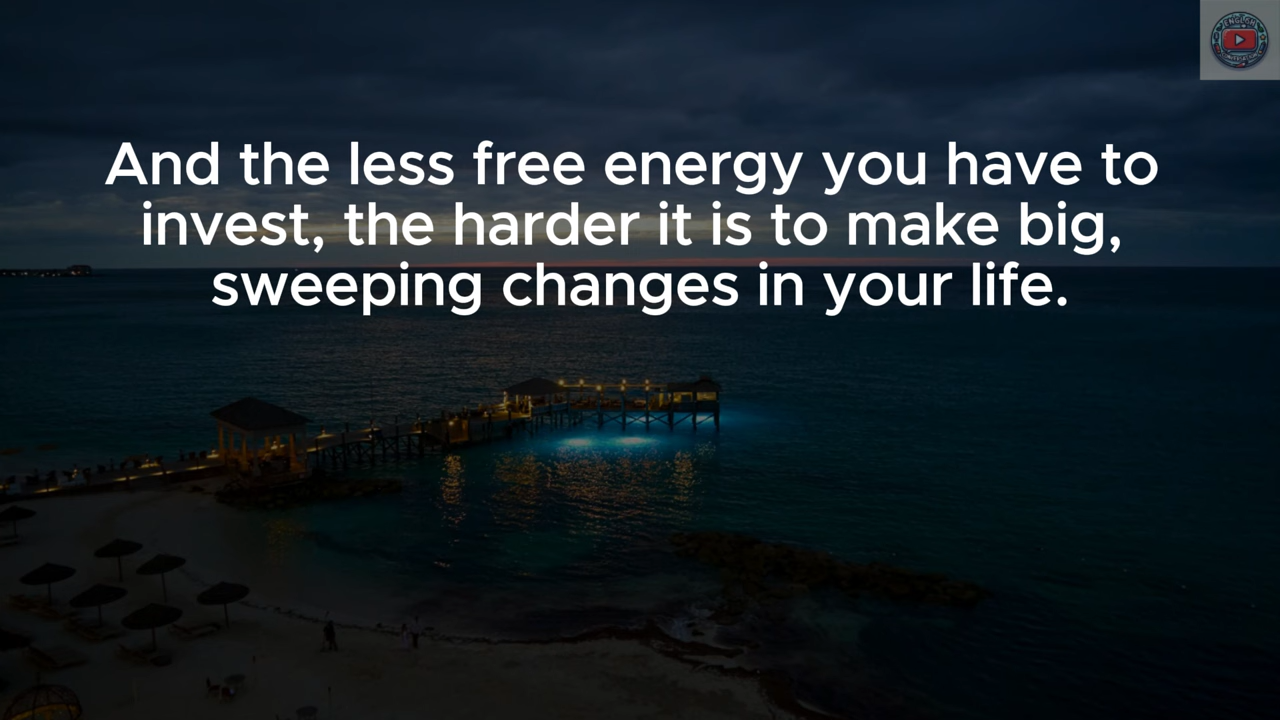 And the less free energy you have to
invest, the harder it is to make big,
sweeping changes in your life.
ENGLISH